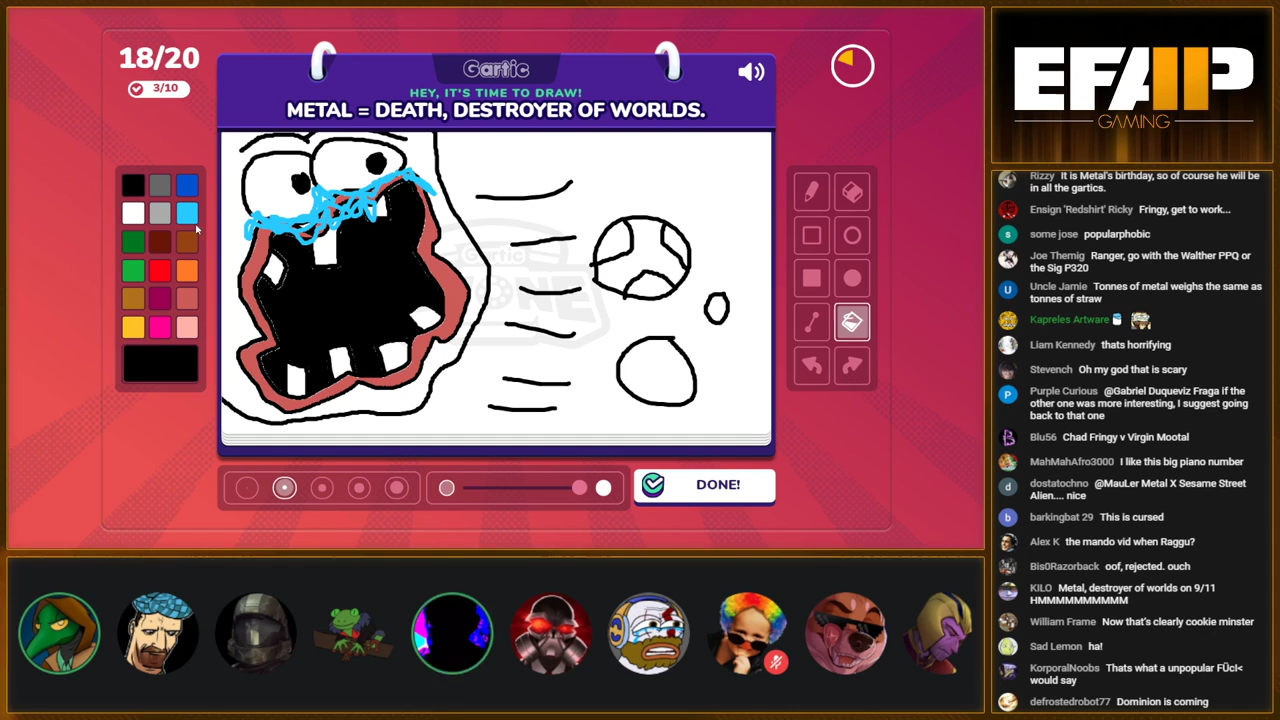 18/20
3/10
Gartic
HEY, IT'S TIME TO DRAW!
METAL = DEATH, DESTROYER OF WORLDS.
Gartic
PHONE
DONE!
EFAP
GAMING
Rizzy It is Metal's birthday, so of course he will be
in all the gartics.
Ensign 'Redshirt' Ricky Fringy, get to work...
some jose popularphobic
Joe Themig Ranger, go with the Walther PPQ or
the Sig P320
Uncle Jamie Tonnes of metal weighs the same as
tonnes of straw
Kapreles Artware
Liam Kennedy thats horrifying
Stevench Oh my god that is scary
Purple Curious @Gabriel Duqueviz Fraga if the
other one was more interesting, I suggest going
back to that one
Blu56 Chad Fringy v Virgin Mootal
MahMahAfro3000 I like this big piano number
dostatochno @MauLer Metal X Sesame Street
Alien.... nice
barkingbat 29 This is cursed
Alex K the mando vid when Raggu?
Bis0Razorback oof, rejected. ouch
KILO Metal, destroyer of worlds on 9/11
HMMMMMMMMMM
William Frame Now that's clearly cookie minster
Sad Lemon ha!
KorporalNoobs Thats what a unpopular FÜcI<
would say
defrostedrobot77 Dominion is coming